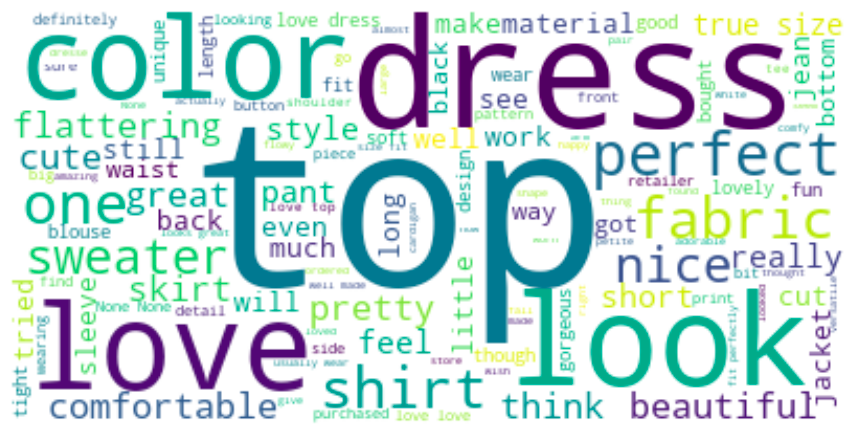 definitely
looking
love dress
make
material
good
true size
color
dress
sure
unique
length
go
almost
pair
fit
black
wear
see
bought
jean
bottom
None
actually
button
shoulder
pattern
front
white
comfy
flattering
style
soft
well
work
perfect
cute
still
waist
piece
size fit
happy
big
amazing
top
one
great
pant
love top
design
shape
retailer
lovely
fun
thing
found
back
even
long
cardigan
way
got
fabric
blouse
looks great
much
petite
adorable
sweater
nice
really
ordered
well made
bit
thought
find
skirt
will
little
short
print
cut
tried
sleeve
None None
detail
pretty
gorgeous
right
made
looked
versatile
love
look
wearing
loved
side
feel
though
fit perfectly
jacket
tight
usually wear
store
wish
shirt
comfortable
give
purchased
love love
think
beautiful